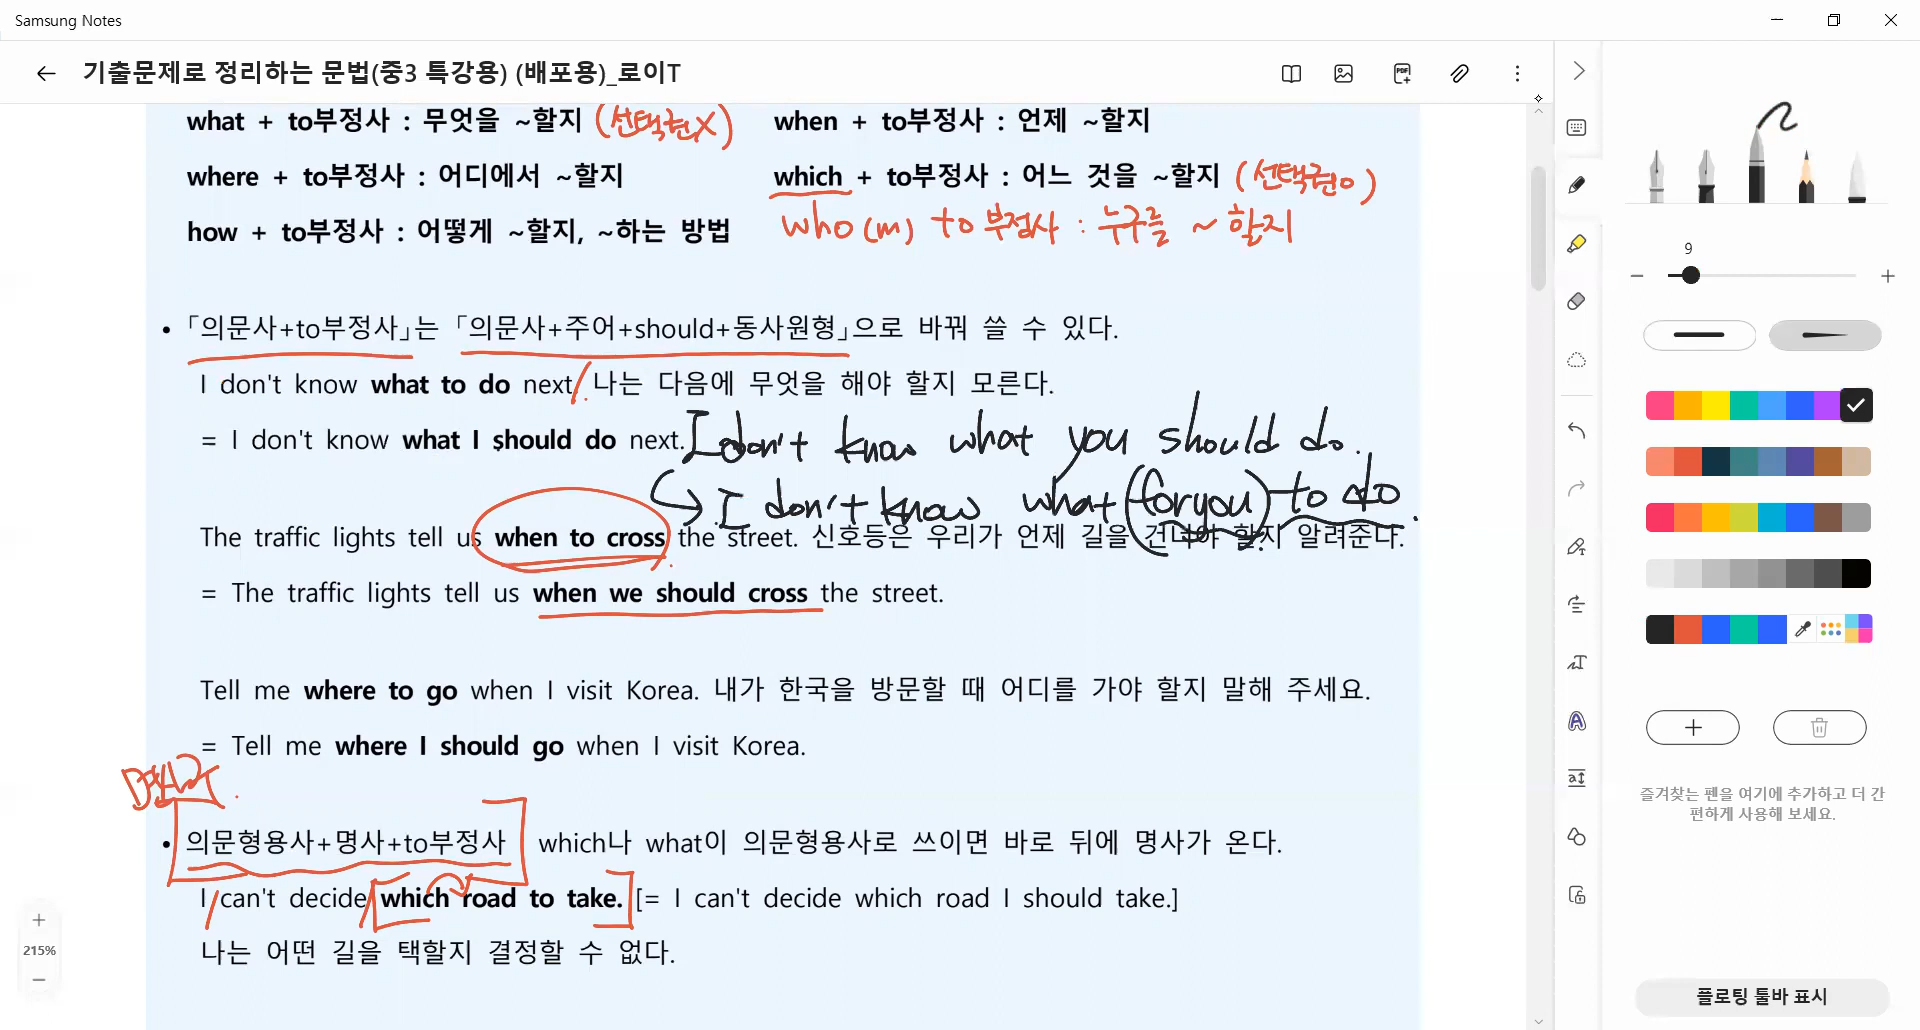 Samsung Notes
기출문제로 정리하는 문법(중3 특강용) (배포용)_로이T
what + to부정사 : 무엇을 ~할지 (선택권X) when + to부정사 : 언제 ~할지
where + to부정사 : 어디에서 ~할지 which + to부정사 : 어느 것을 ~할지 (선택권o)
how + to부정사 : 어떻게 ~할지, ~하는 방법 who(m) to 부정사 : 누구를 ~ 할지
• 「의문사+to부정사」는 「의문사+주어+should+동사원형」으로 바꿔 쓸 수 있다.
I don't know what to do next. 나는 다음에 무엇을 해야 할지 모른다.
= I don't know what I should do next. I don't know what you should do.
I don't know what (for you) to do.
The traffic lights tell us when to cross the street. 신호등은 우리가 언제 길을 건너야 할지 알려준다.
= The traffic lights tell us when we should cross the street.
Tell me where to go when I visit Korea. 내가 한국을 방문할 때 어디를 가야 할지 말해 주세요.
= Tell me where I should go when I visit Korea.
• 의문형용사+명사+to부정사 which나 what이 의문형용사로 쓰이면 바로 뒤에 명사가 온다.
I can't decide which road to take. [= I can't decide which road I should take.]
나는 어떤 길을 택할지 결정할 수 없다.
215%
9
즐겨찾는 펜을 여기에 추가하고 더 간
편하게 사용해 보세요.
플로팅 툴바 표시